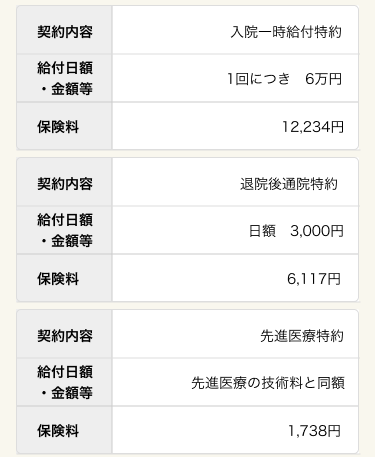 契約内容 入院一時給付特約
給付日額
・金額等 1回につき　6万円
保険料 12,234円
契約内容 退院後通院特約
給付日額
・金額等 日額　3,000円
保険料 6,117円
契約内容 先進医療特約
給付日額
・金額等 先進医療の技術料と同額
保険料 1,738円